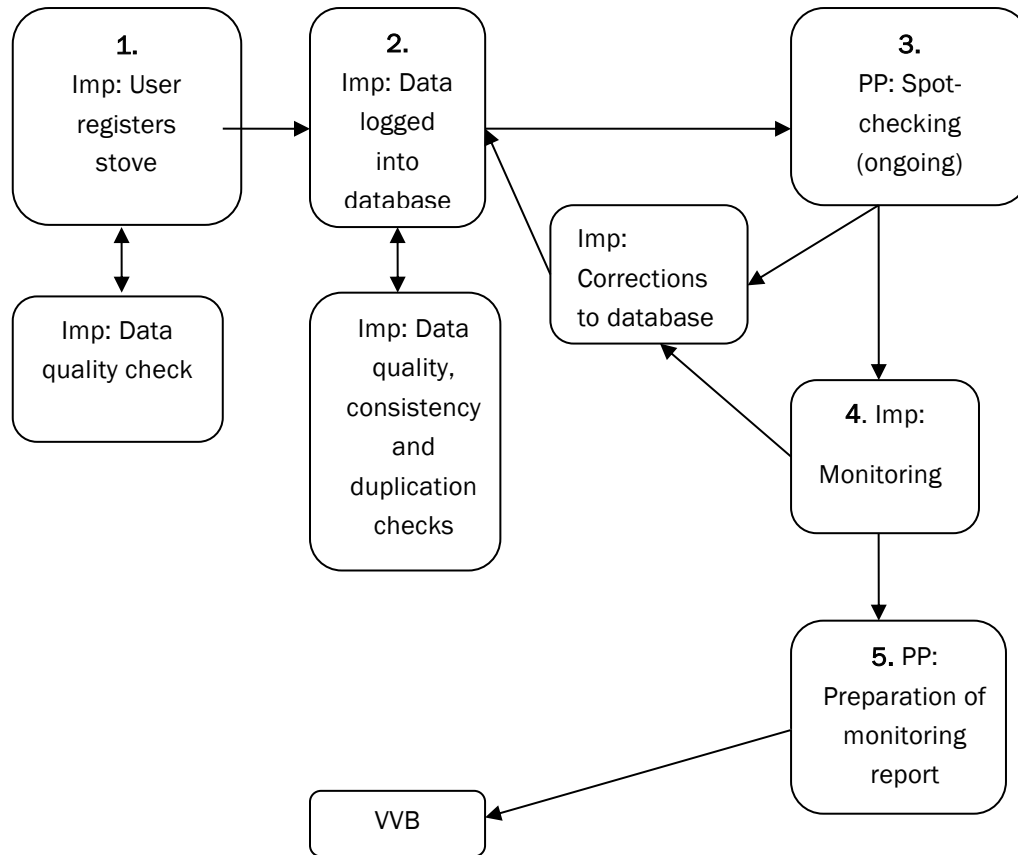 1.
Imp: User
registers
stove
2.
Imp: Data
logged
into
database
3.
PP: Spot-
checking
(ongoing)
Imp:
Corrections
to database
Imp: Data
quality check
Imp: Data
quality,
consistency
and
duplication
checks
4. Imp:
Monitoring
5. PP:
Preparation of
monitoring
report
VVB